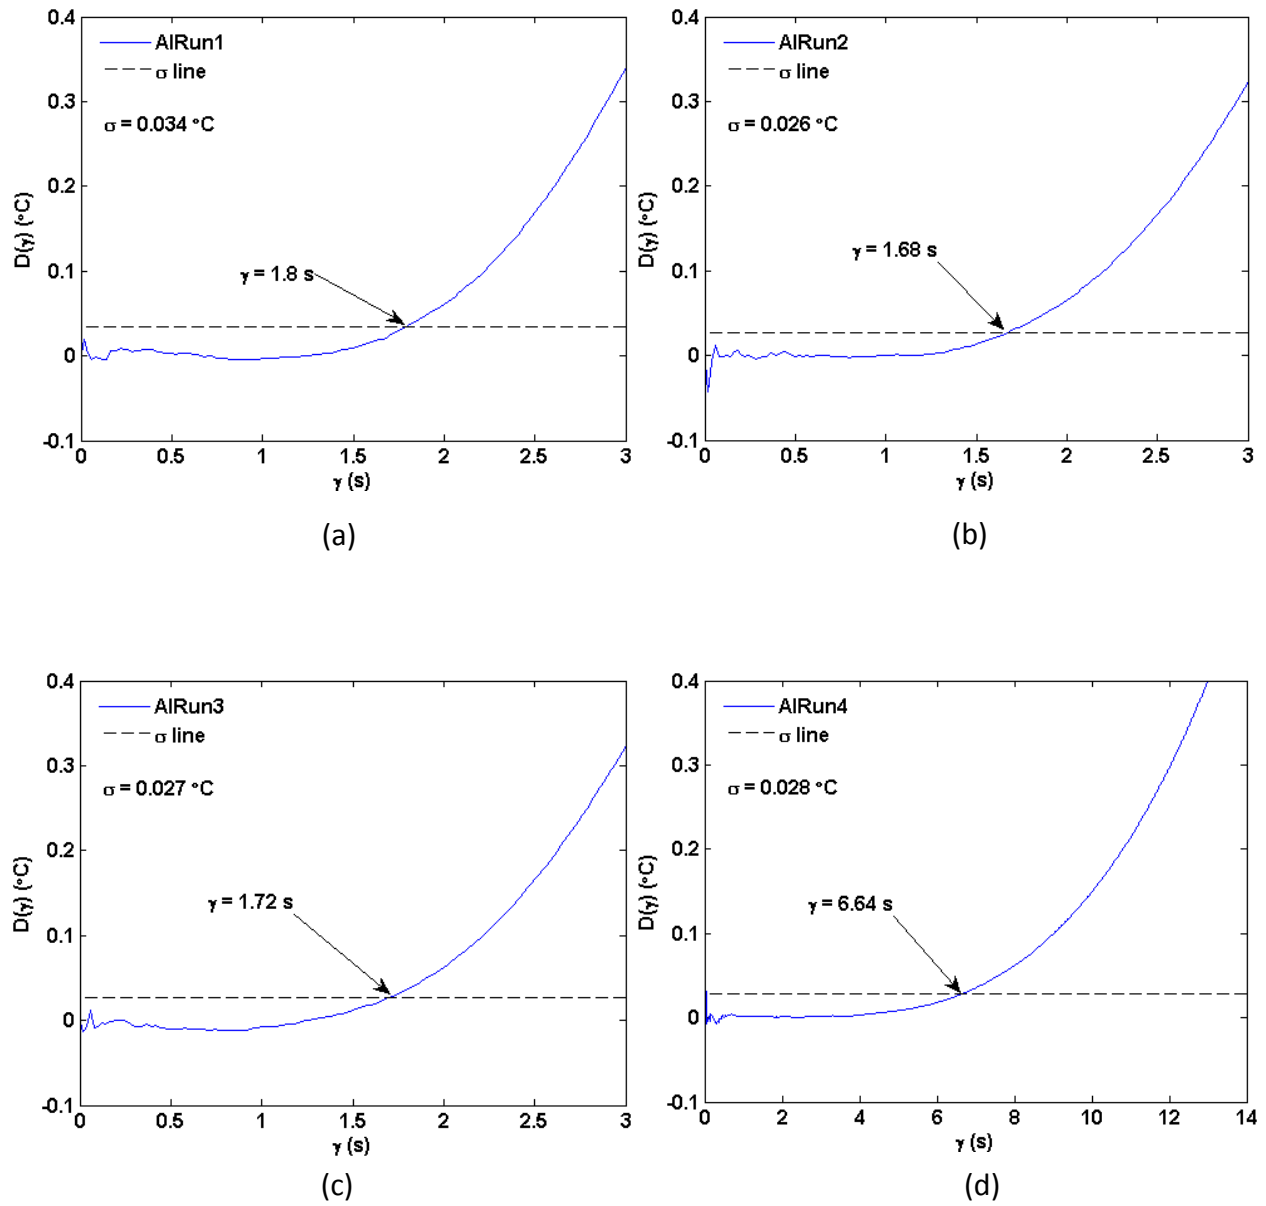 0.4
AlRun1
σ line
0.3
σ = 0.034 °C
0.2
D(γ) (°C)
0.1
γ = 1.8 s
0
-0.1
0 0.5 1 1.5 2 2.5 3
γ (s)
(a)
0.4
AlRun2
σ line
0.3
σ = 0.026 °C
0.2
D(γ) (°C)
γ = 1.68 s
0.1
0
-0.1
0 0.5 1 1.5 2 2.5 3
γ (s)
(b)
0.4
AlRun3
σ line
0.3
σ = 0.027 °C
0.2
D(γ) (°C)
γ = 1.72 s
0.1
0
-0.1
0 0.5 1 1.5 2 2.5 3
γ (s)
(c)
0.4
AlRun4
σ line
0.3
σ = 0.028 °C
0.2
D(γ) (°C)
γ = 6.64 s
0.1
0
-0.1
0 2 4 6 8 10 12 14
γ (s)
(d)